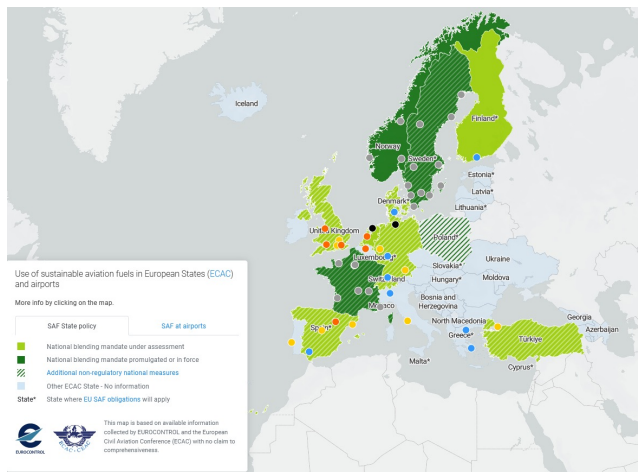 Iceland
Finland*
Norway
Sweden*
Estonia*
Latvia*
Denmark*
Lithuania*
United Kingdom
Poland*
Luxembourg*
Ukraine
Slovakia*
Switzerland
Hungary*
Moldova
Monaco
Bosnia and
Herzegovina
North Macedonia
Georgia
Spain*
Greece*
Türkiye
Azerbaijan
Malta*
Cyprus*
Use of sustainable aviation fuels in European States (ECAC)
and airports
More info by clicking on the map.
SAF State policy
SAF at airports
National blending mandate under assessment
National blending mandate promulgated or in force
Additional non-regulatory national measures
Other ECAC State - No information
State* State where EU SAF obligations will apply
EUROCONTROL
ECAC•CEAC
This map is based on available information
collected by EUROCONTROL and the European
Civil Aviation Conference (ECAC) with no claim to
comprehensiveness.